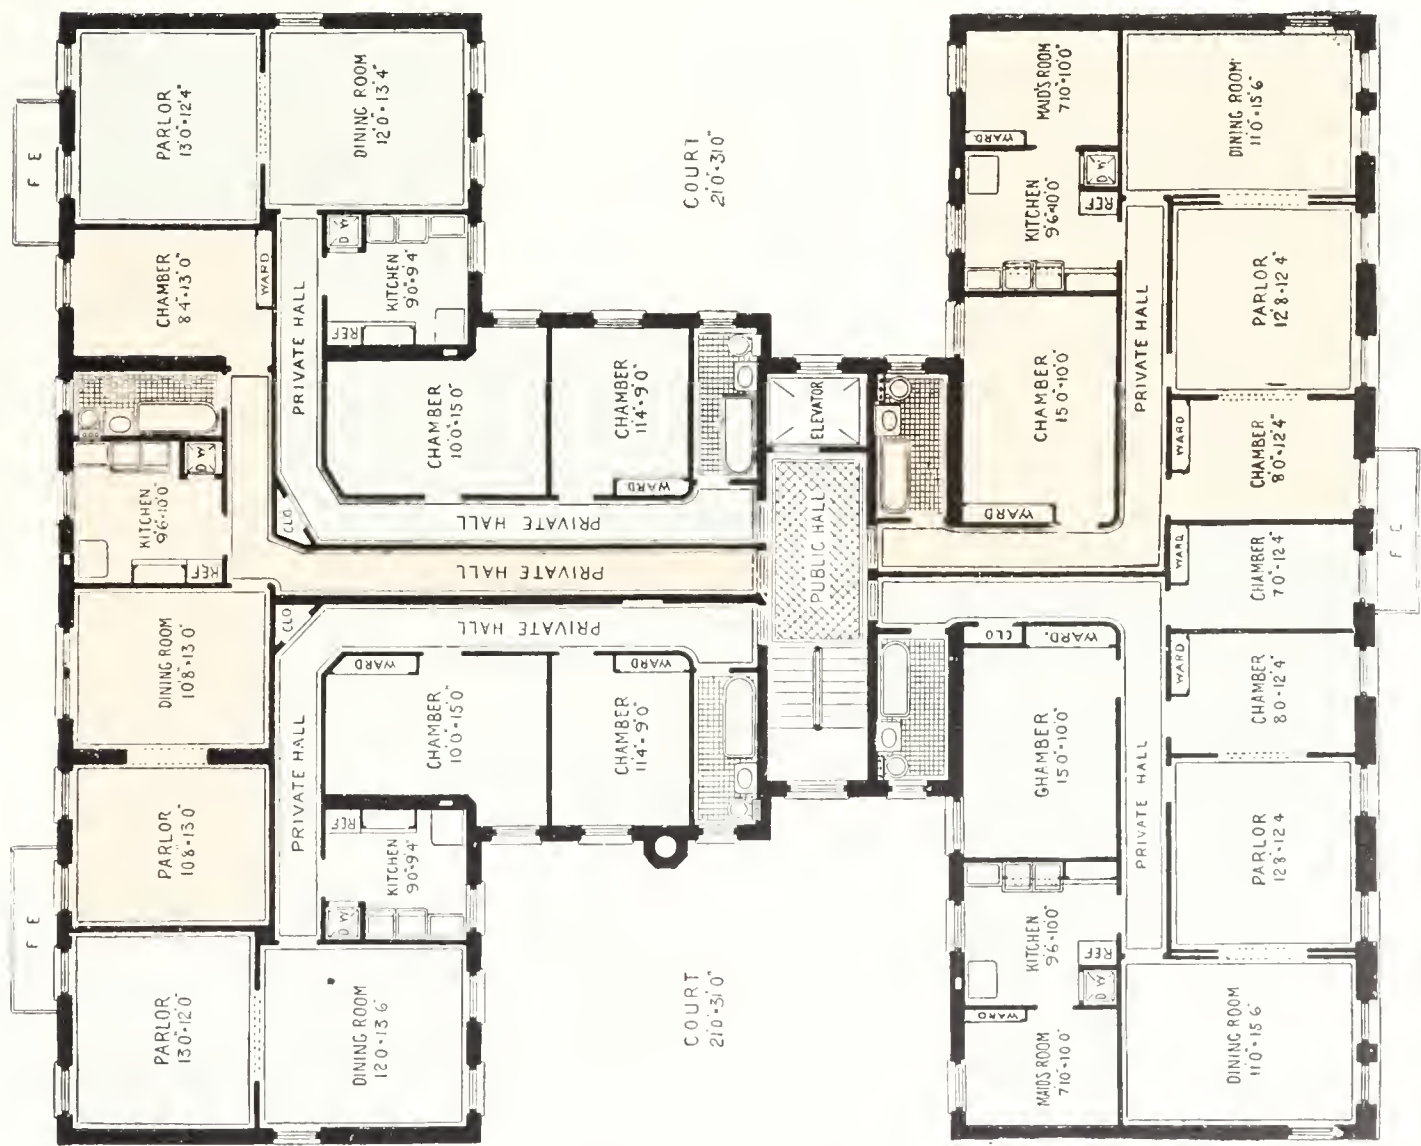 PARLOR
13'0"×12'4"
DINING ROOM
12'0"×13'4"
F E
CHAMBER
8'4"×13'0"
WARD
PRIVATE HALL
D W
KITCHEN
9'0"×9'4"
REF
CHAMBER
10'0"×15'0"
CHAMBER
11'4"×9'0"
WARD
PRIVATE HALL
CLO
D W
KITCHEN
9'6"×10'0"
REF
PRIVATE HALL
DINING ROOM
10'8"×13'0"
PARLOR
10'8"×13'0"
F E
CLO
PRIVATE HALL
WARD
WARD
CHAMBER
10'0"×15'0"
CHAMBER
11'4"×9'0"
PRIVATE HALL
REF
KITCHEN
9'0"×9'4"
D W
PARLOR
13'0"×12'0"
DINING ROOM
12'0"×13'6"
COURT
21'0"×31'0"
COURT
21'0"×31'0"
ELEVATOR
PUBLIC HALL
MAID'S ROOM
7'10"×10'0"
WARD
DINING ROOM
11'0"×15'6"
KITCHEN
9'6"×10'0"
D W
REF
PARLOR
12'8"×12'4"
PRIVATE HALL
CHAMBER
15'0"×10'0"
WARD
WARD
CHAMBER
8'0"×12'4"
F E
WARD
CHAMBER
7'0"×12'4"
CLO
WARD.
WARD
CHAMBER
8'0"×12'4"
GHAMBER
15'0"×10'0"
PRIVATE HALL
PARLOR
12'8"×12'4
KITCHEN
9'6"×10'0"
REF
D W
WARD
MAID'S ROOM
7'10"×10'0
DINING ROOM
11'0"×15'6"